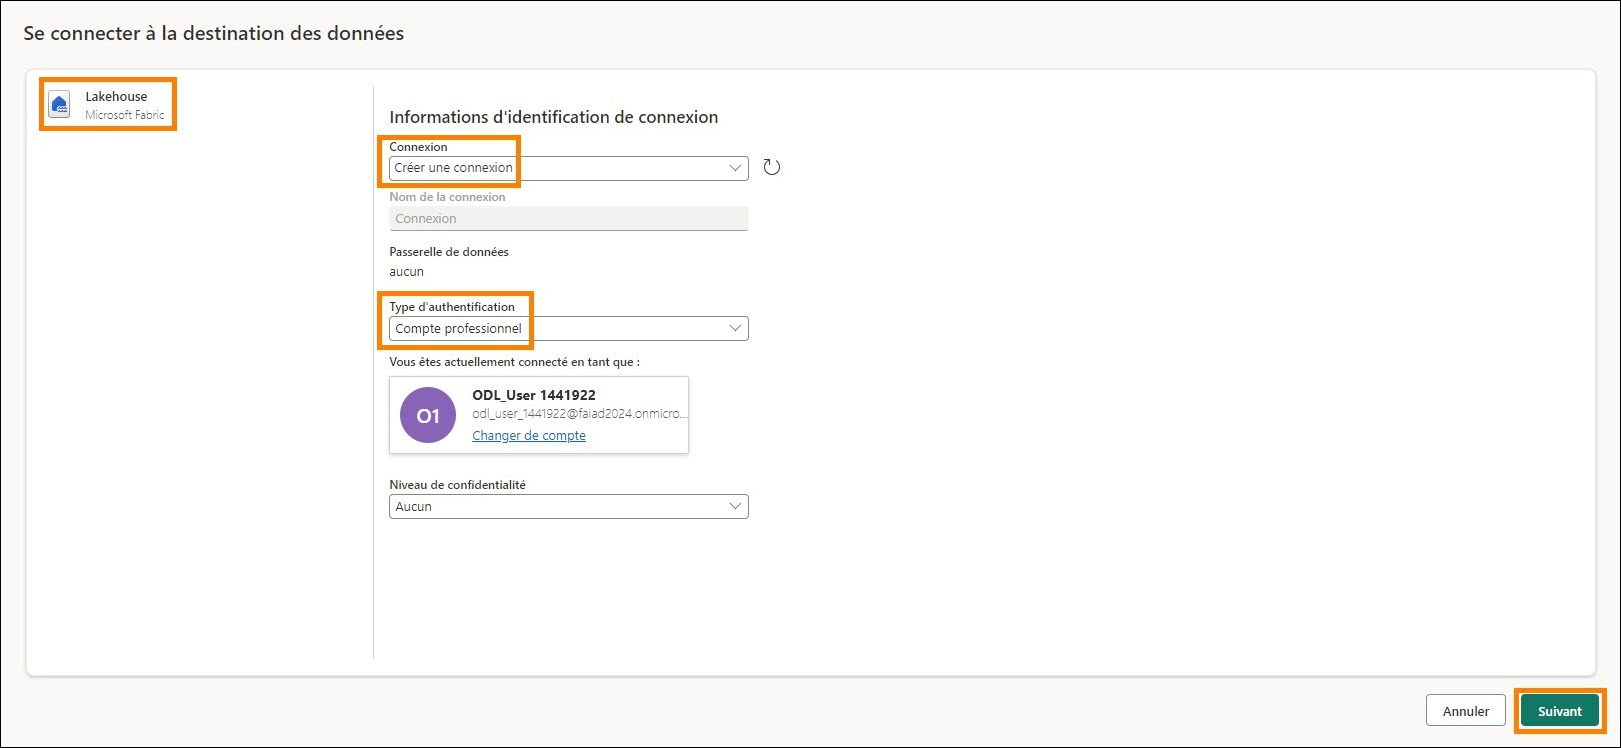 Se connecter à la destination des données
Lakehouse
Microsoft Fabric
Informations d'identification de connexion
Connexion
Créer une connexion
Nom de la connexion
Connexion
Passerelle de données
aucun
Type d'authentification
Compte professionnel
Vous êtes actuellement connecté en tant que :
O1
ODL_User 1441922
odl_user_1441922@faiad2024.onmicro...
Changer de compte
Niveau de confidentialité
Aucun
Annuler
Suivant